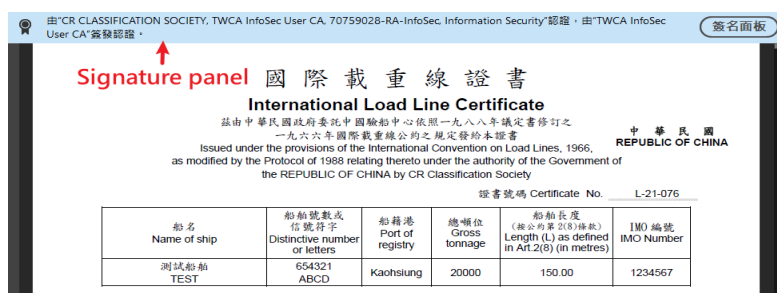 由"CR CLASSIFICATION SOCIETY, TWCA InfoSec User CA, 70759028-RA-InfoSec, Information Security"認證，由"TWCA InfoSec
User CA"簽發認證。
簽名面板
Signature panel
國際載重線證書
International Load Line Certificate
茲由中華民國政府委託中國驗船中心依照一九八八年議定書修訂之
一九六六年國際載重線公約之規定發給本證書
中華民國
REPUBLIC OF CHINA
Issued under the provisions of the International Convention on Load Lines, 1966,
as modified by the Protocol of 1988 relating thereto under the authority of the Government of
the REPUBLIC OF CHINA by CR Classification Society
證書號碼 Certificate No. L-21-076
船名
Name of ship
船舶號數或
信號符字
Distinctive number
or letters
船籍港
Port of
registry
總噸位
Gross
tonnage
船舶長度
(按公約第2(8)條款)
Length (L) as defined
in Art.2(8) (in metres)
IMO 編號
IMO Number
測試船舶
TEST
654321
ABCD
Kaohsiung
20000
150.00
1234567